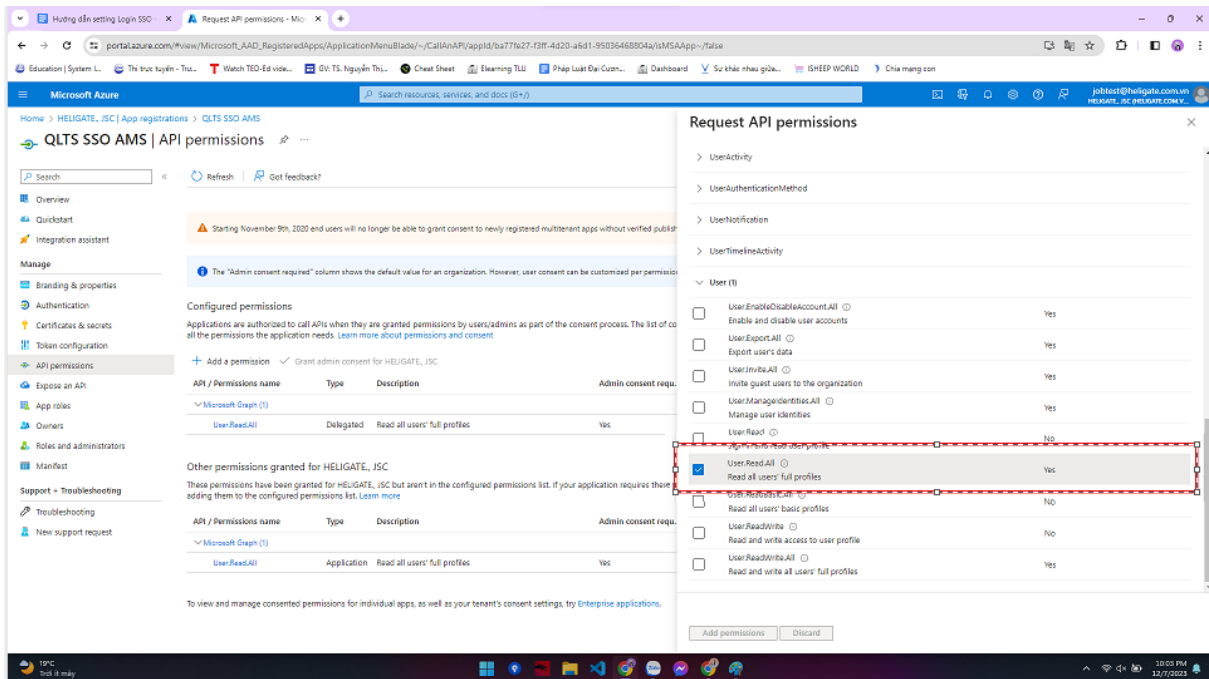 Hướng dẫn setting Login SSO
Request API permissions - Mic
portal.azure.com/#view/Microsoft_AAD_RegisteredApps/ApplicationMenuBlade/~/CallAnAPI/appId/ba77fe27-f3ff-4d20-a6d1-95036468804a/isMSAApp~/false
Education | System L... Thi trực tuyến - Tru... Watch TED-Ed vide... GV: TS. Nguyễn Thị... Cheat Sheet Elearning TLU Pháp Luật Đại Cươn... Dashboard Sự khác nhau giữa... ISHEEP WORLD Chia mạng con
Microsoft Azure
Search resources, services, and docs (G+/)
jobtest@heligate.com.vn
HELIGATE., JSC (HELIGATE.COM.V...
Home > HELIGATE., JSC | App registrations > QLTS SSO AMS
QLTS SSO AMS | API permissions
Search
Refresh
Got feedback?
Overview
Quickstart
Integration assistant
Manage
Branding & properties
Authentication
Certificates & secrets
Token configuration
API permissions
Expose an API
App roles
Owners
Roles and administrators
Manifest
Support + Troubleshooting
Troubleshooting
New support request
Starting November 9th, 2020 end users will no longer be able to grant consent to newly registered multitenant apps without verified publish
The "Admin consent required" column shows the default value for an organization. However, user consent can be customized per permissio
Configured permissions
Applications are authorized to call APIs when they are granted permissions by users/admins as part of the consent process. The list of co
all the permissions the application needs. Learn more about permissions and consent
Add a permission Grant admin consent for HELIGATE., JSC
API / Permissions name Type Description Admin consent requ...
Microsoft Graph (1)
User.Read.All Delegated Read all users' full profiles Yes
Other permissions granted for HELIGATE., JSC
These permissions have been granted for HELIGATE., JSC but aren't in the configured permissions list. If your application requires these
adding them to the configured permissions list. Learn more
API / Permissions name Type Description Admin consent requ...
Microsoft Graph (1)
User.Read.All Application Read all users' full profiles Yes
To view and manage consented permissions for individual apps, as well as your tenant's consent settings, try Enterprise applications.
Request API permissions
UserActivity
UserAuthenticationMethod
UserNotification
UserTimelineActivity
User (1)
User.EnableDisableAccount.All
Enable and disable user accounts
Yes
User.Export.All
Export user's data
Yes
User.Invite.All
Invite guest users to the organization
Yes
User.ManageIdentities.All
Manage user identities
Yes
User.Read
Sign in and read user profile
No
User.Read.All
Read all users' full profiles
Yes
User.ReadBasic.All
Read all users' basic profiles
No
User.ReadWrite
Read and write access to user profile
No
User.ReadWrite.All
Read and write all users' full profiles
Yes
Add permissions
Discard
19°C
Trời ít mây
10:03 PM
12/7/2023